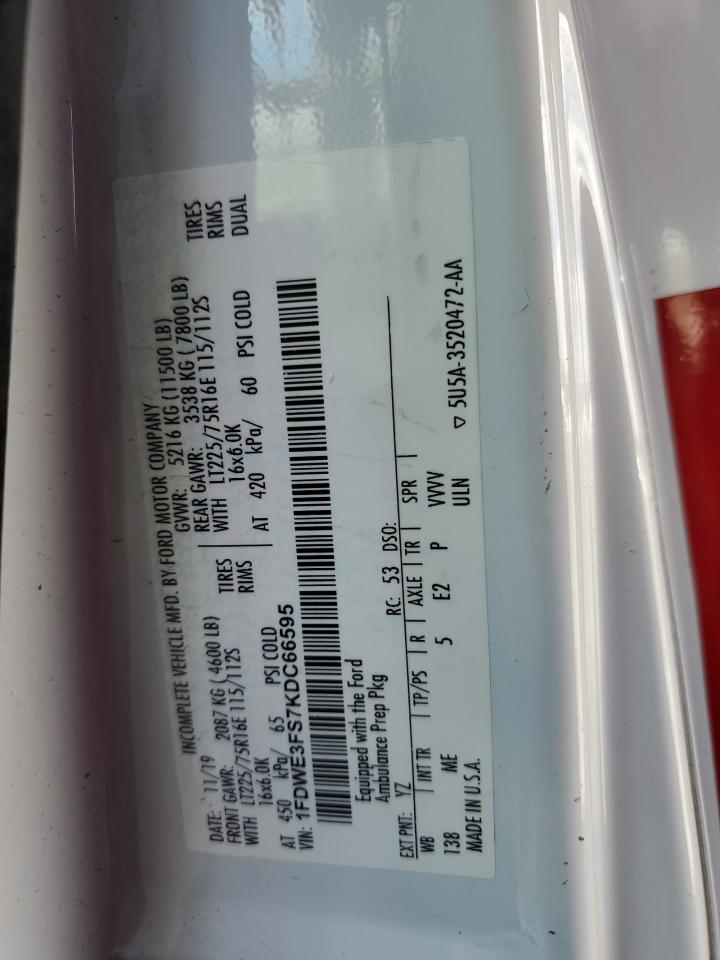 INCOMPLETE VEHICLE MFD. BY FORD MOTOR COMPANY
DATE: 11/19 GVWR: 5216 KG (11500 LB)
FRONT GAWR: 2087 KG ( 4600 LB) REAR GAWR: 3538 KG ( 7800 LB)
WITH LT225/75R16E 115/112S TIRES WITH LT225/75R16E 115/112S TIRES
16x6.0K RIMS 16x6.0K RIMS
AT 450 kPa/ 65 PSI COLD AT 420 kPa/ 60 PSI COLD DUAL
VIN: 1FDWE3FS7KDC66595
Equipped with the Ford
Ambulance Prep Pkg
EXT PNT: YZ RC: 53 DSO:
WB INT TR TP/PS R AXLE TR SPR
138 ME 5 E2 P VVVV
MADE IN U.S.A. ULN
▽ 5U5A-3520472-AA